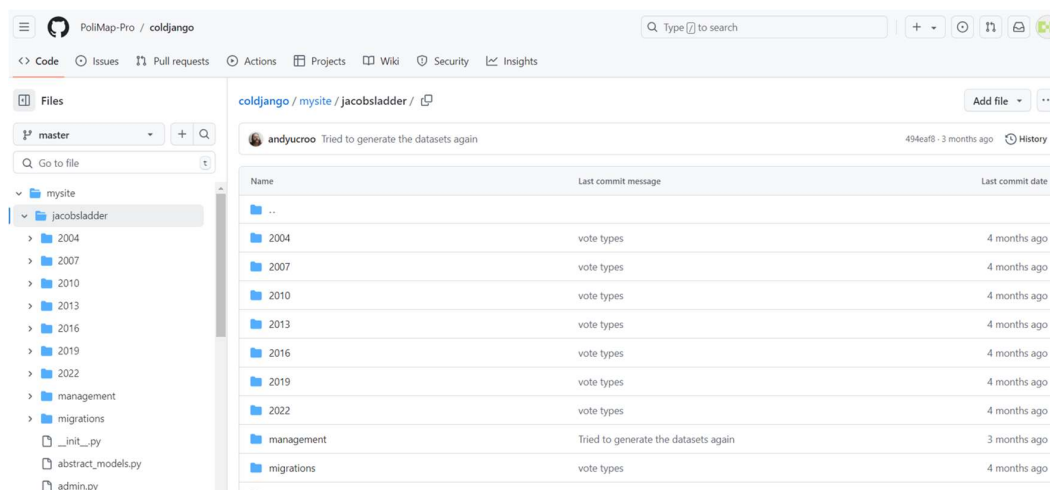 PoliMap-Pro / coldjango
Type / to search
Code Issues Pull requests Actions Projects Wiki Security Insights
Files
master
Go to file t
mysite
jacobsladder
2004
2007
2010
2013
2016
2019
2022
management
migrations
__init__.py
abstract_models.py
admin.py
coldjango / mysite / jacobsladder /
Add file
andyucroo Tried to generate the datasets again 494eaf8 · 3 months ago History
Name Last commit message Last commit date
..
2004 vote types 4 months ago
2007 vote types 4 months ago
2010 vote types 4 months ago
2013 vote types 4 months ago
2016 vote types 4 months ago
2019 vote types 4 months ago
2022 vote types 4 months ago
management Tried to generate the datasets again 3 months ago
migrations vote types 4 months ago